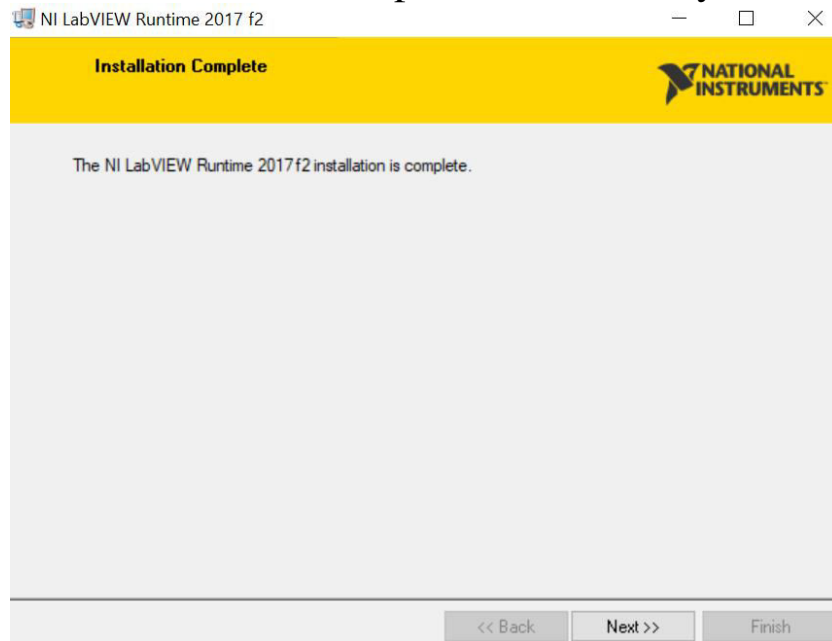 NI LabVIEW Runtime 2017 f2
Installation Complete
NATIONAL
INSTRUMENTS
The NI LabVIEW Runtime 2017 f2 installation is complete.
<< Back
Next >>
Finish